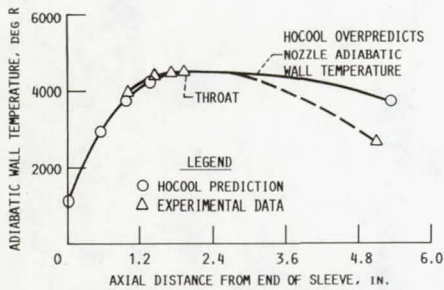 ADIABATIC WALL TEMPERATURE, DEG R
6000
4000
2000
HOCOOL OVERPREDICTS
NOZZLE ADIABATIC
WALL TEMPERATURE
THROAT
LEGEND
HOCOOL PREDICTION
EXPERIMENTAL DATA
0 1.2 2.4 3.6 4.8 6.0
AXIAL DISTANCE FROM END OF SLEEVE, IN.